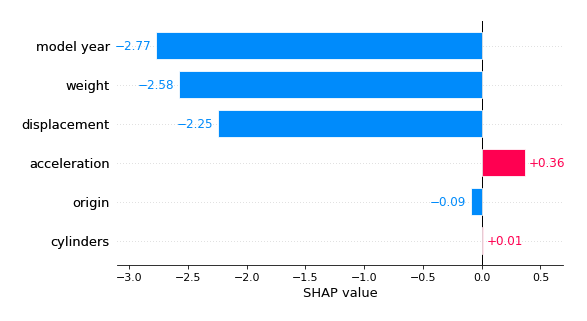 model year −2.77
weight −2.58
displacement −2.25
acceleration +0.36
origin −0.09
cylinders +0.01
−3.0 −2.5 −2.0 −1.5 −1.0 −0.5 0.0 0.5
SHAP value